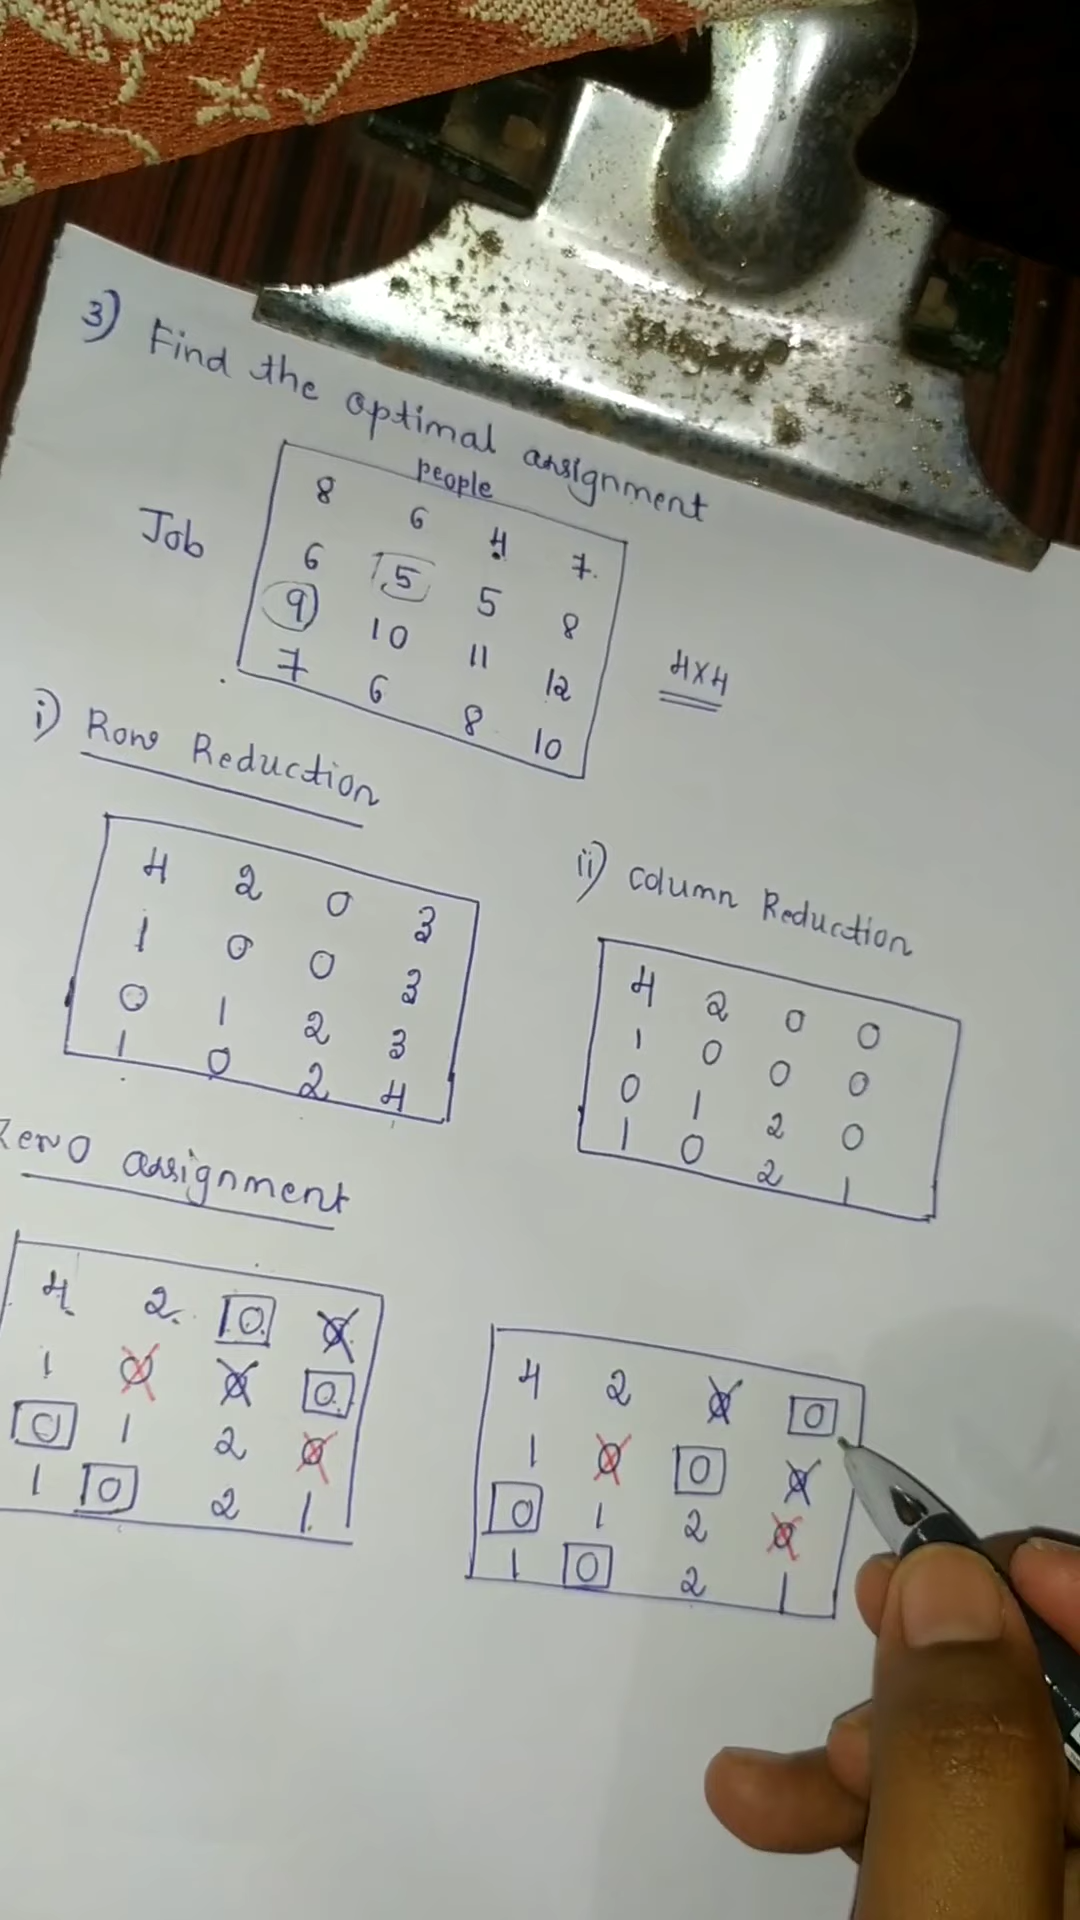 3) Find the optimal assignment
people
Job
8 6 4 7.
6 5 5 8
9 10 11 12
7 6 8 10
4x4
i) Row Reduction
4 2 0 3
1 0 0 3
0 1 2 3
1 0 2 4
ii) Column Reduction
4 2 0 0
1 0 0 0
0 1 2 0
1 0 2 1
Zero assignment
4 2 0 0
1 0 0 0
0 1 2 0
1 0 2 1
4 2 0 0
1 0 0 0
0 1 2 0
1 0 2 1